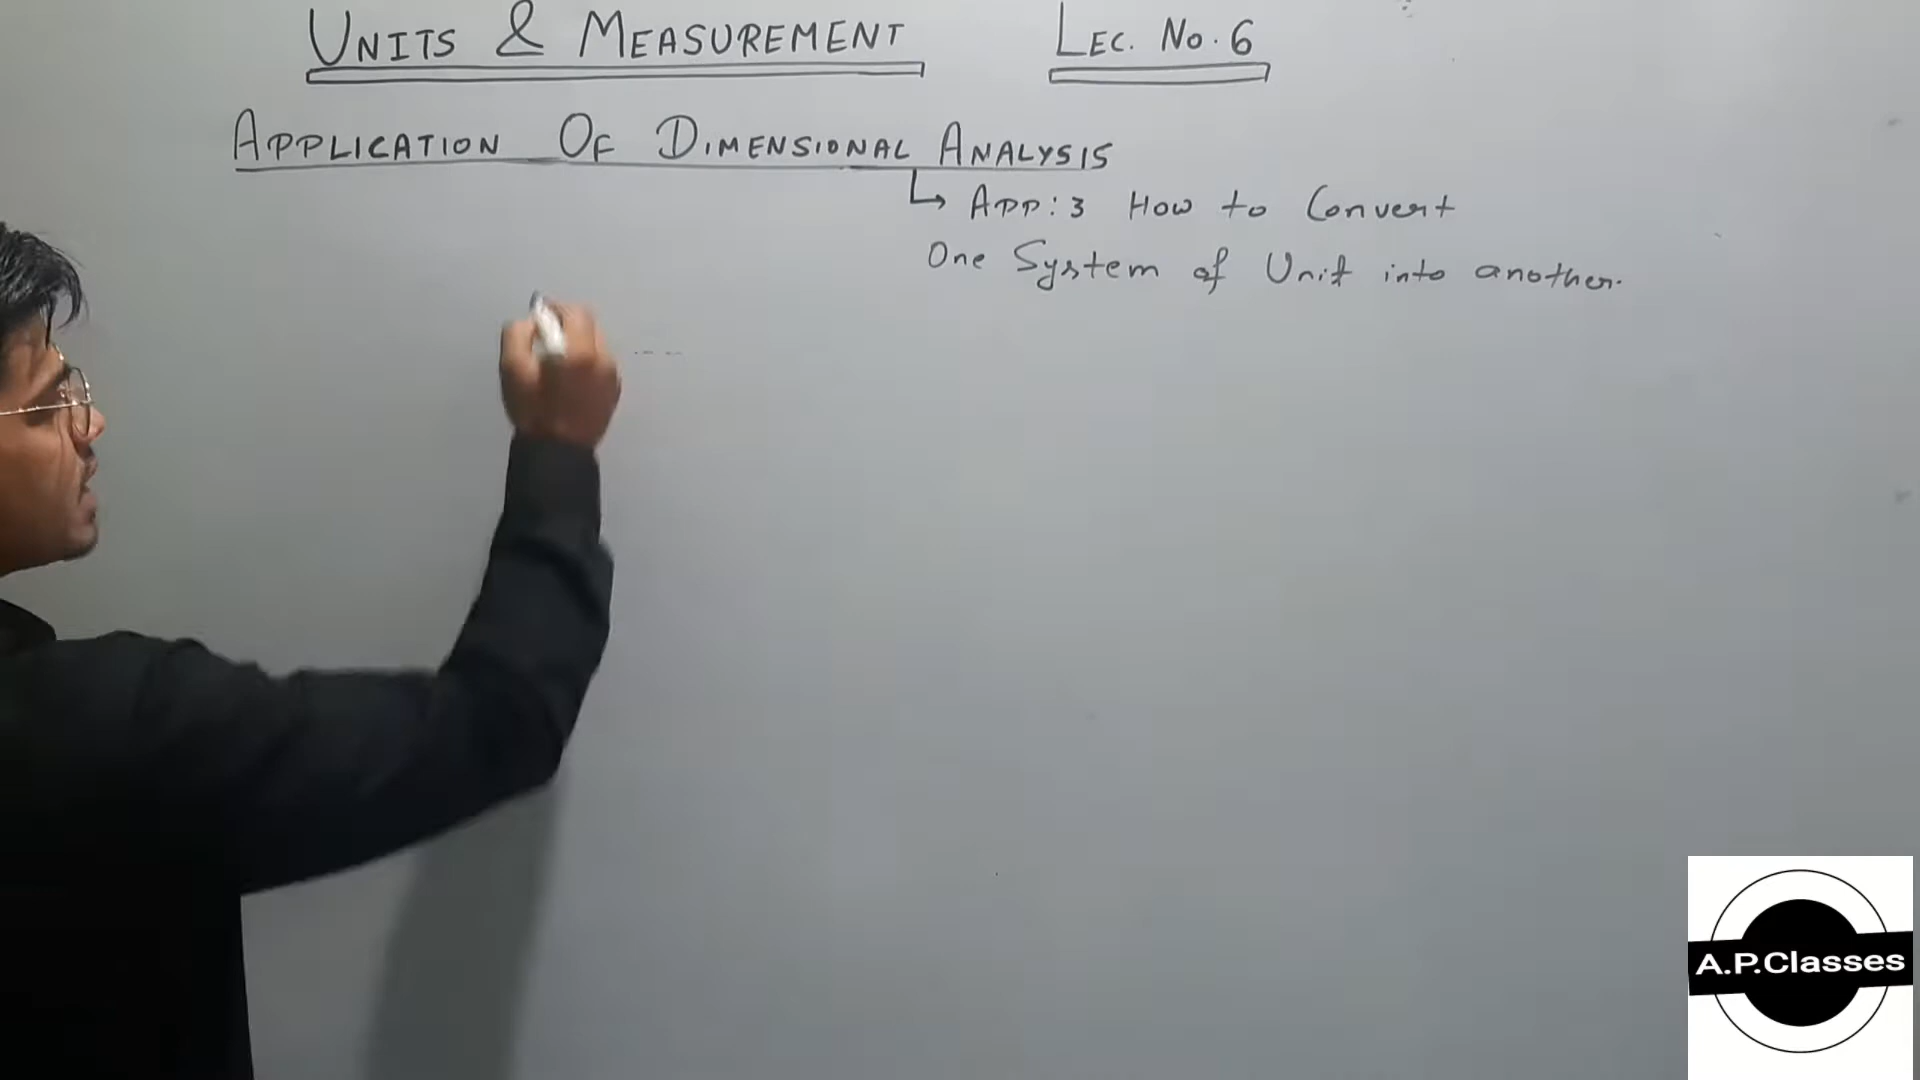 UNITS & MEASUREMENT LEC. No. 6
APPLICATION OF DIMENSIONAL ANALYSIS
↳ APP: 3 How to Convert
One System of Unit into another.
A.P.Classes